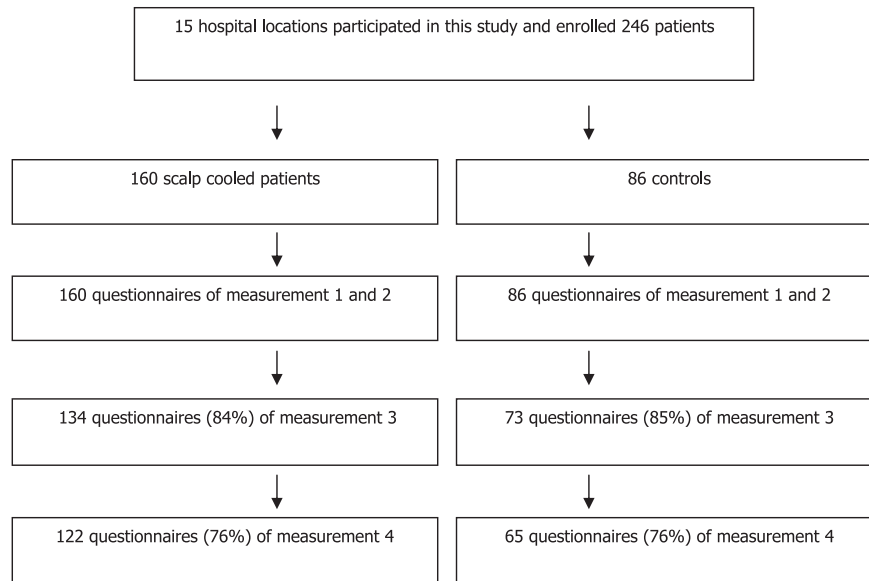 15 hospital locations participated in this study and enrolled 246 patients
160 scalp cooled patients
86 controls
160 questionnaires of measurement 1 and 2
86 questionnaires of measurement 1 and 2
134 questionnaires (84%) of measurement 3
73 questionnaires (85%) of measurement 3
122 questionnaires (76%) of measurement 4
65 questionnaires (76%) of measurement 4